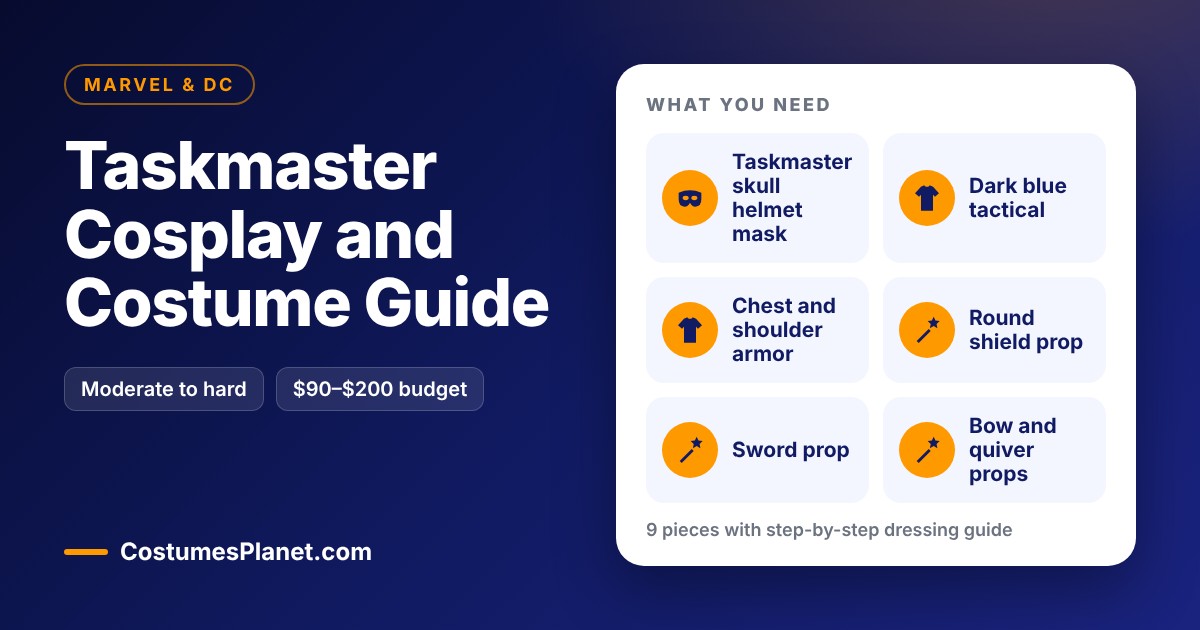 MARVEL & DC
Taskmaster
Cosplay and
Costume Guide
Moderate to hard
$90–$200 budget
CostumesPlanet.com
WHAT YOU NEED
Taskmaster
skull
helmet
mask
Dark blue
tactical
Chest and
shoulder
armor
Round
shield prop
Sword prop
Bow and
quiver
props
9 pieces with step-by-step dressing guide